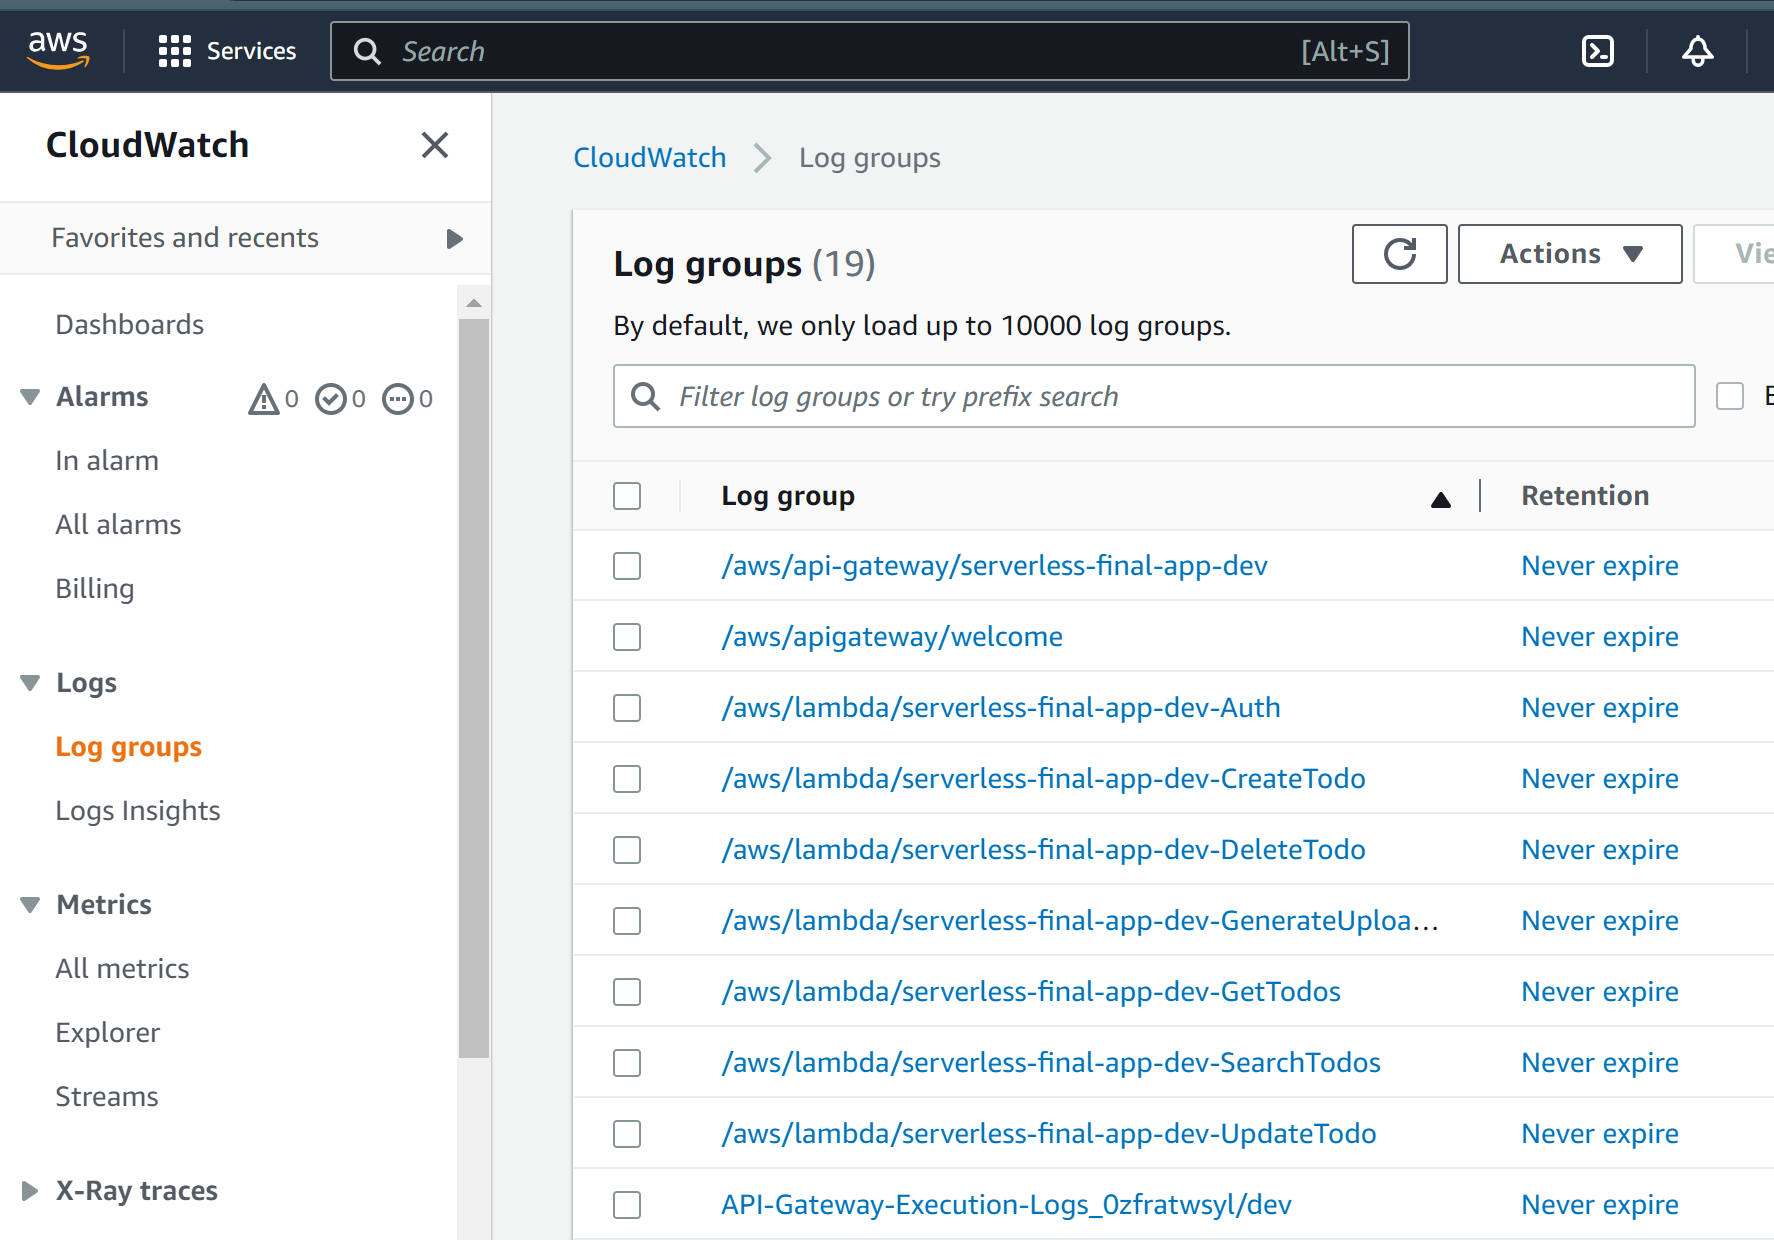 aws
Services
Search
[Alt+S]
CloudWatch
Favorites and recents
Dashboards
Alarms 0 0 0
In alarm
All alarms
Billing
Logs
Log groups
Logs Insights
Metrics
All metrics
Explorer
Streams
X-Ray traces
CloudWatch
Log groups
Log groups (19)
Actions
By default, we only load up to 10000 log groups.
Filter log groups or try prefix search
Log group
Retention
/aws/api-gateway/serverless-final-app-dev
Never expire
/aws/apigateway/welcome
Never expire
/aws/lambda/serverless-final-app-dev-Auth
Never expire
/aws/lambda/serverless-final-app-dev-CreateTodo
Never expire
/aws/lambda/serverless-final-app-dev-DeleteTodo
Never expire
/aws/lambda/serverless-final-app-dev-GenerateUploa...
Never expire
/aws/lambda/serverless-final-app-dev-GetTodos
Never expire
/aws/lambda/serverless-final-app-dev-SearchTodos
Never expire
/aws/lambda/serverless-final-app-dev-UpdateTodo
Never expire
API-Gateway-Execution-Logs_0zfratwsyl/dev
Never expire